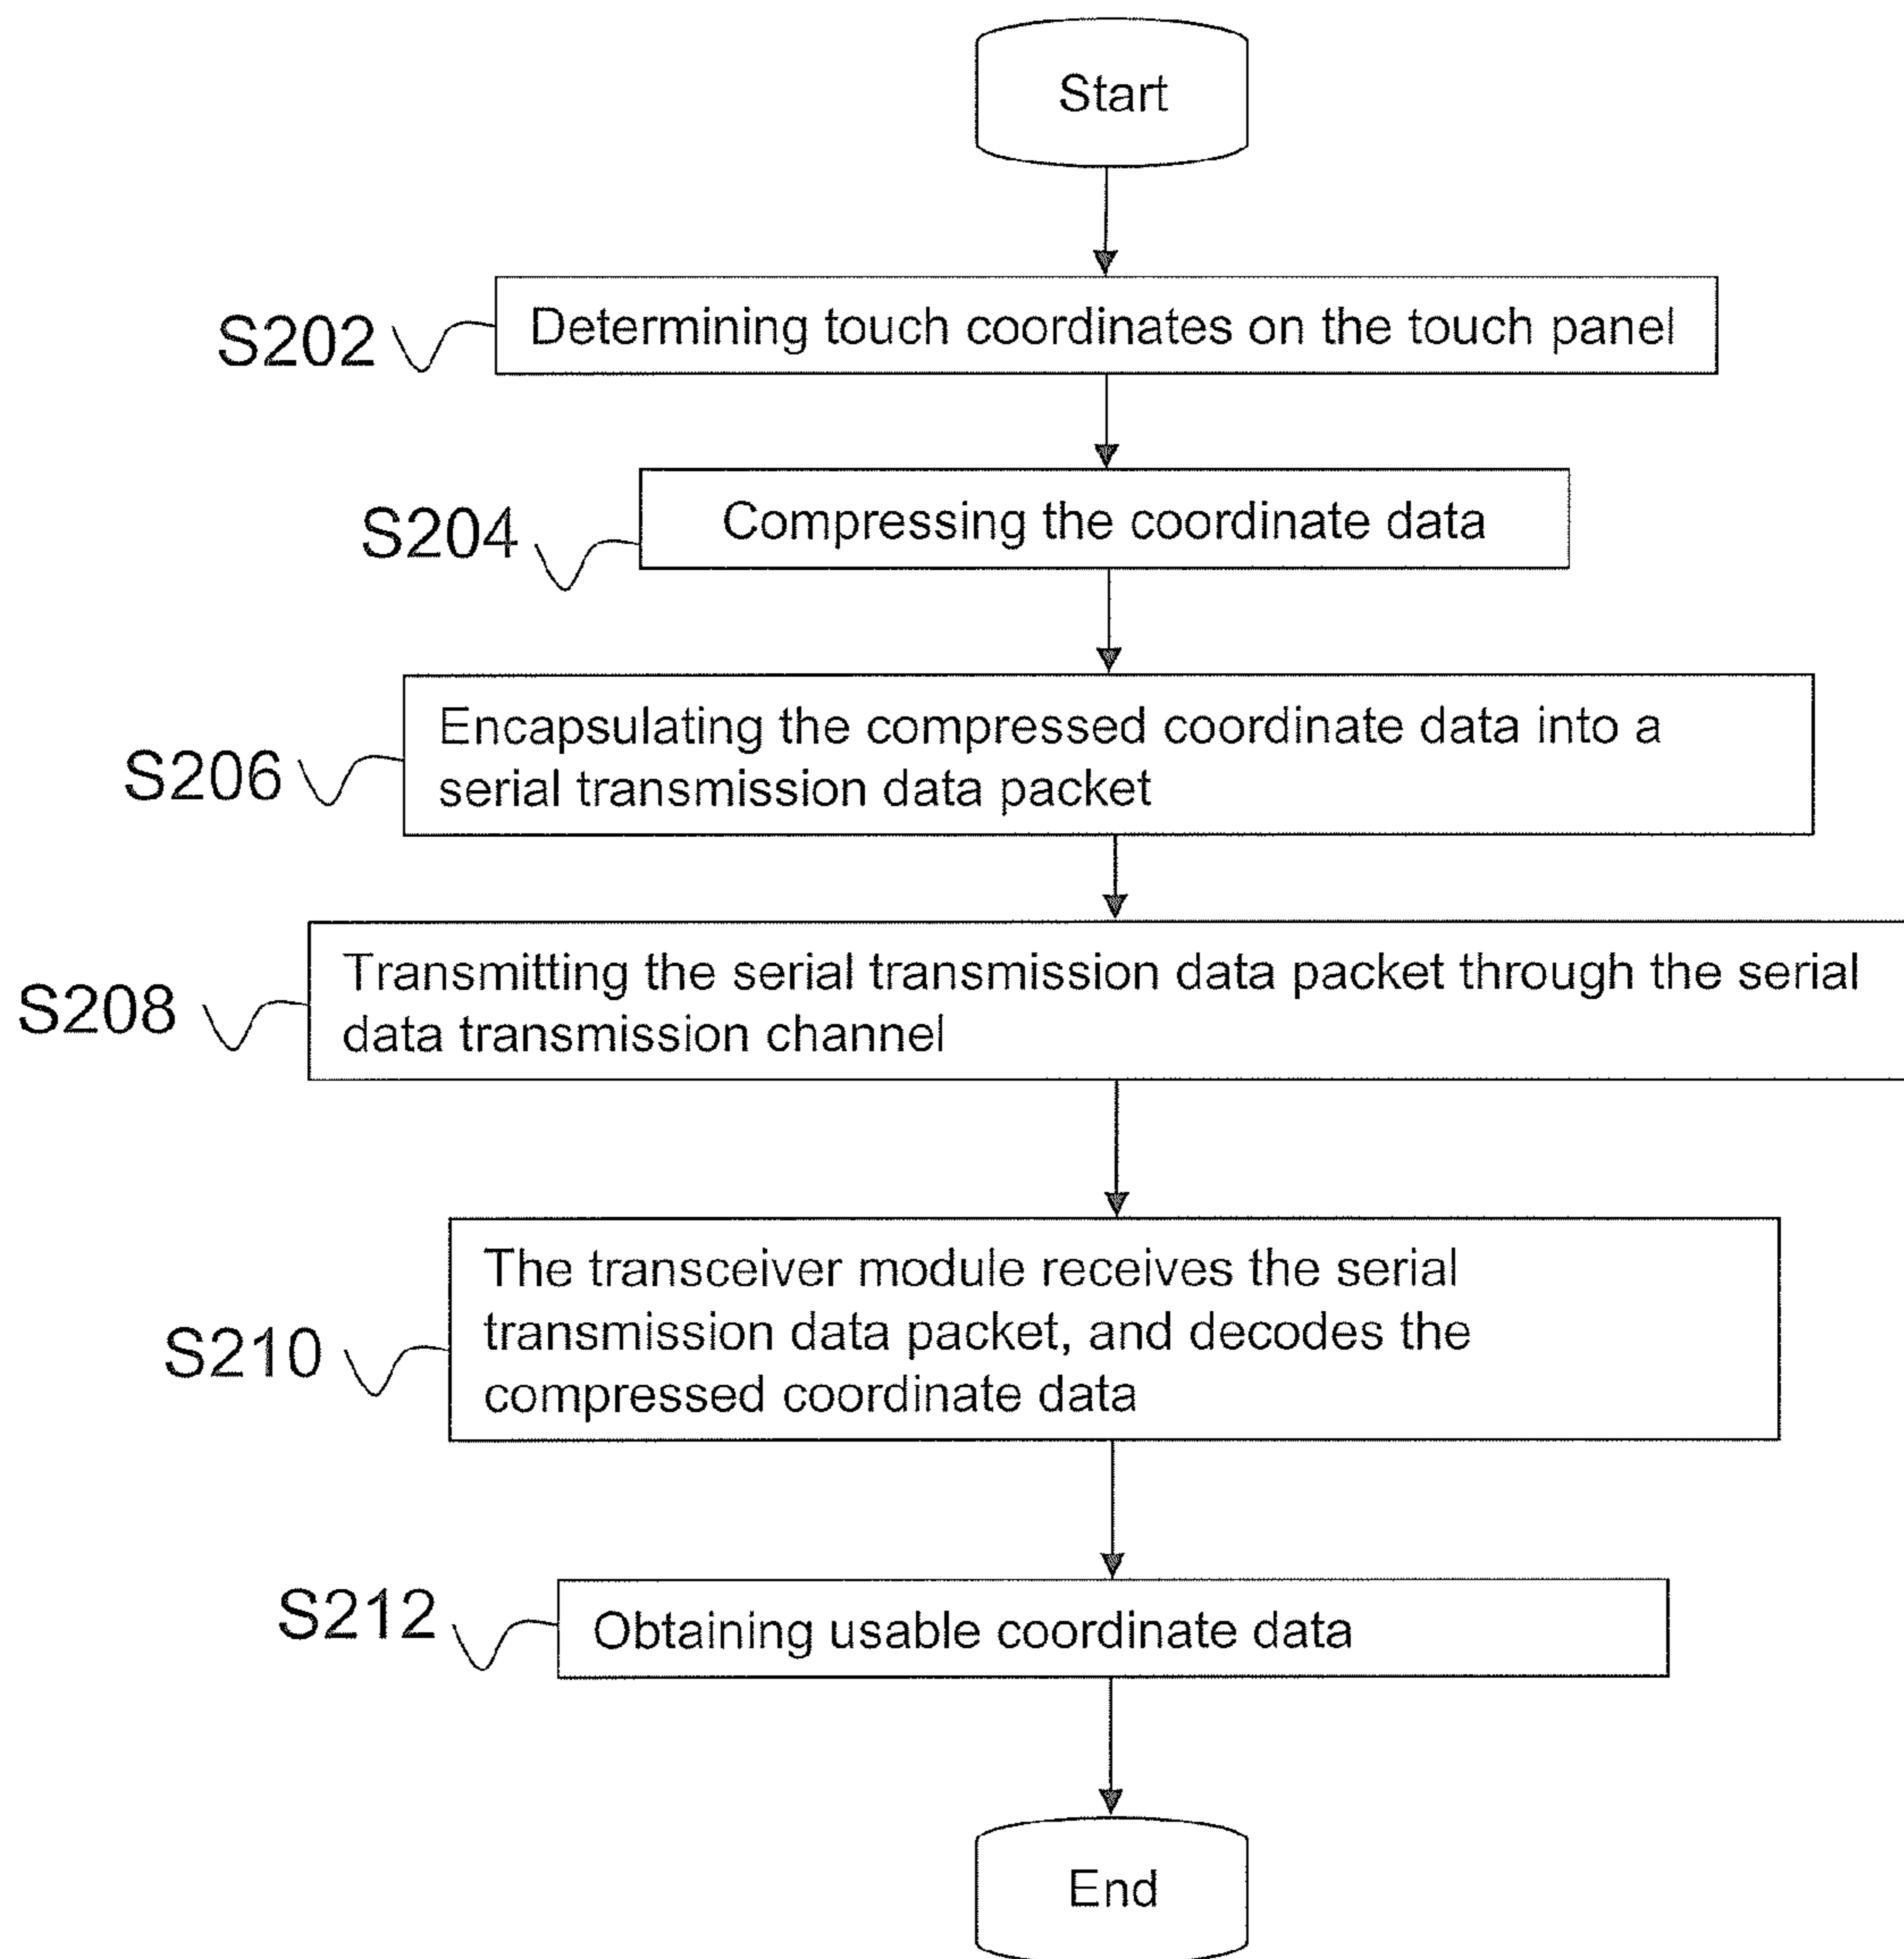 Start
S202
Determining touch coordinates on the touch panel
S204
Compressing the coordinate data
S206
Encapsulating the compressed coordinate data into a
serial transmission data packet
S208
Transmitting the serial transmission data packet through the serial
data transmission channel
S210
The transceiver module receives the serial
transmission data packet, and decodes the
compressed coordinate data
S212
Obtaining usable coordinate data
End